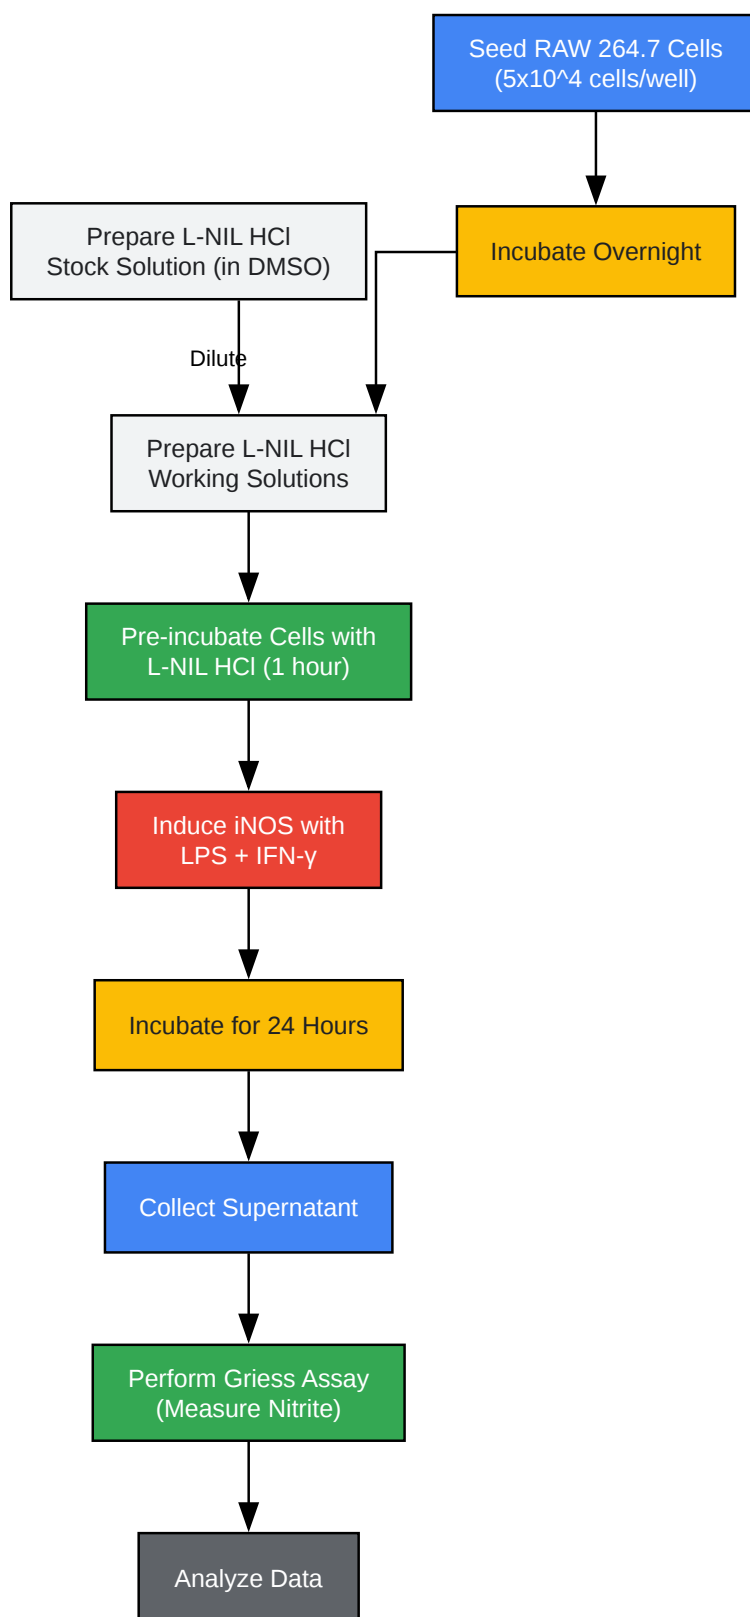 Seed RAW 264.7 Cells
(5x10^4 cells/well)
Prepare L-NIL HCl
Stock Solution (in DMSO)
Incubate Overnight
Dilute
Prepare L-NIL HCl
Working Solutions
Pre-incubate Cells with
L-NIL HCl (1 hour)
Induce iNOS with
LPS + IFN-γ
Incubate for 24 Hours
Collect Supernatant
Perform Griess Assay
(Measure Nitrite)
Analyze Data